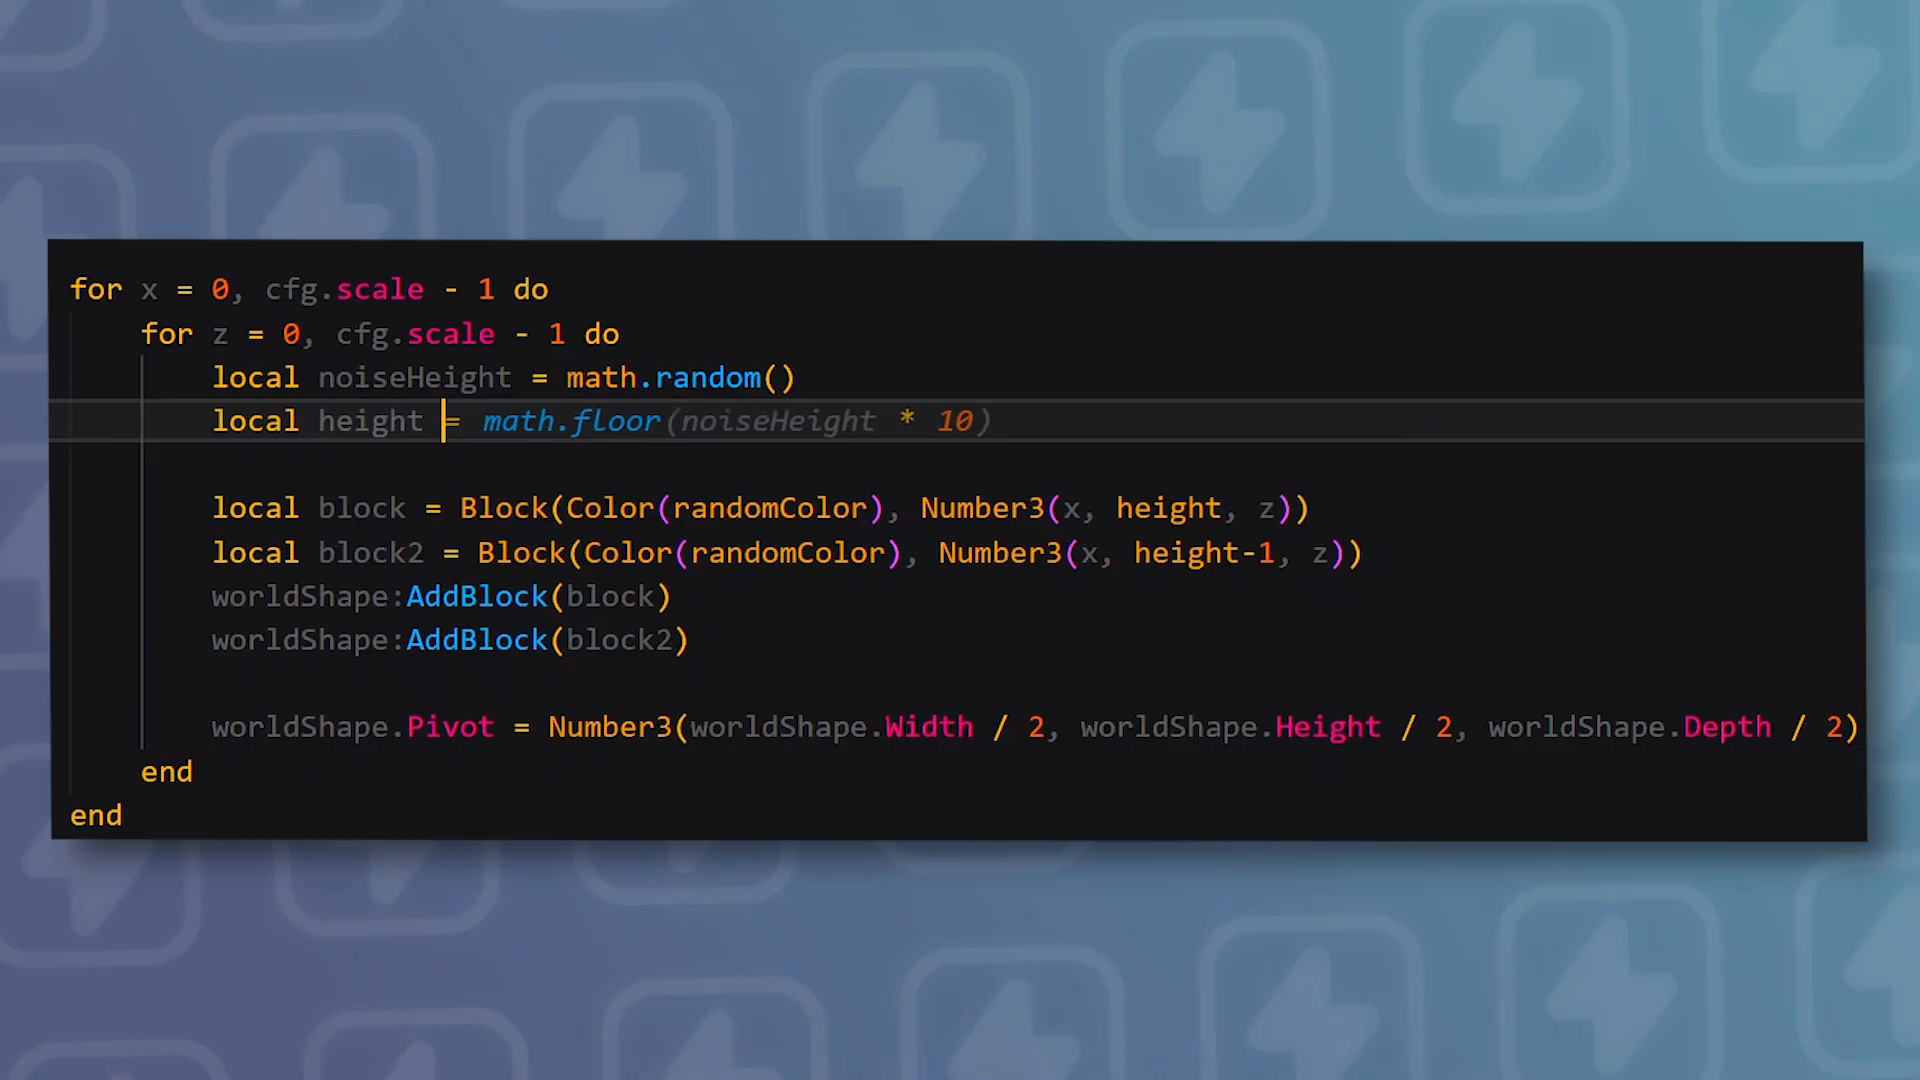 for x = 0, cfg.scale - 1 do
for z = 0, cfg.scale - 1 do
local noiseHeight = math.random()
local height = math.floor(noiseHeight * 10)
local block = Block(Color(randomColor), Number3(x, height, z))
local block2 = Block(Color(randomColor), Number3(x, height-1, z))
worldShape:AddBlock(block)
worldShape:AddBlock(block2)
worldShape.Pivot = Number3(worldShape.Width / 2, worldShape.Height / 2, worldShape.Depth / 2)
end
end